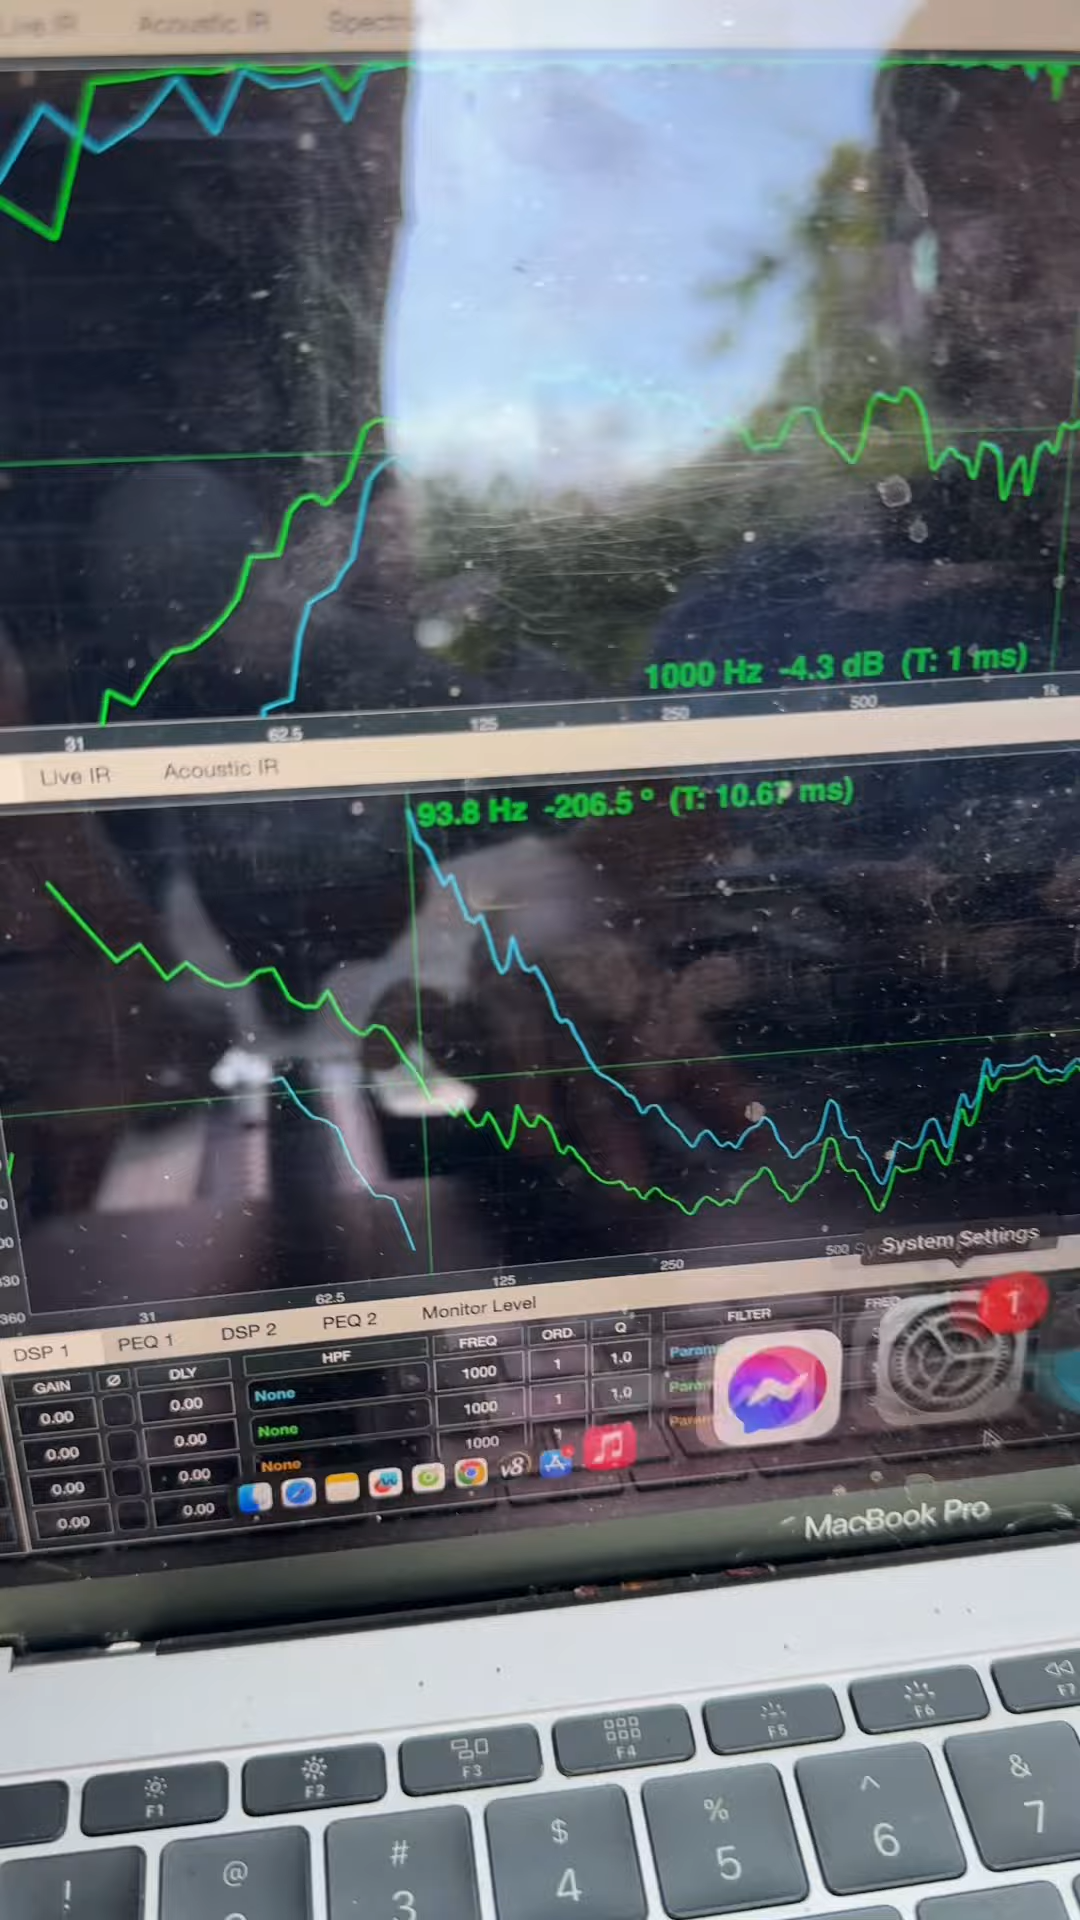 Live IR Acoustic IR
1000 Hz -4.3 dB (T: 1 ms)
31 62.5 125 250 500 1k
Live IR Acoustic IR
93.8 Hz -206.5 ° (T: 10.67 ms)
360 31 62.5 125 250 500
System Settings
DSP 1 PEQ 1 DSP 2 PEQ 2 Monitor Level
GAIN Ø DLY HPF FREQ ORD Q FILTER
0.00 0.00 None 1000 1 1.0
0.00 0.00 None 1000 1 1.0
0.00 0.00 None 1000
0.00 0.00
1
v8
MacBook Pro
F1 F2 F3 F4 F5 F6 F7
! @ # $ % ^ &
3 4 5 6 7